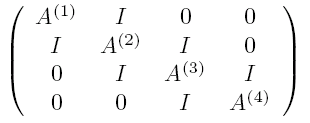 A^{(1)} I 0 0
I A^{(2)} I 0
0 I A^{(3)} I
0 0 I A^{(4)}